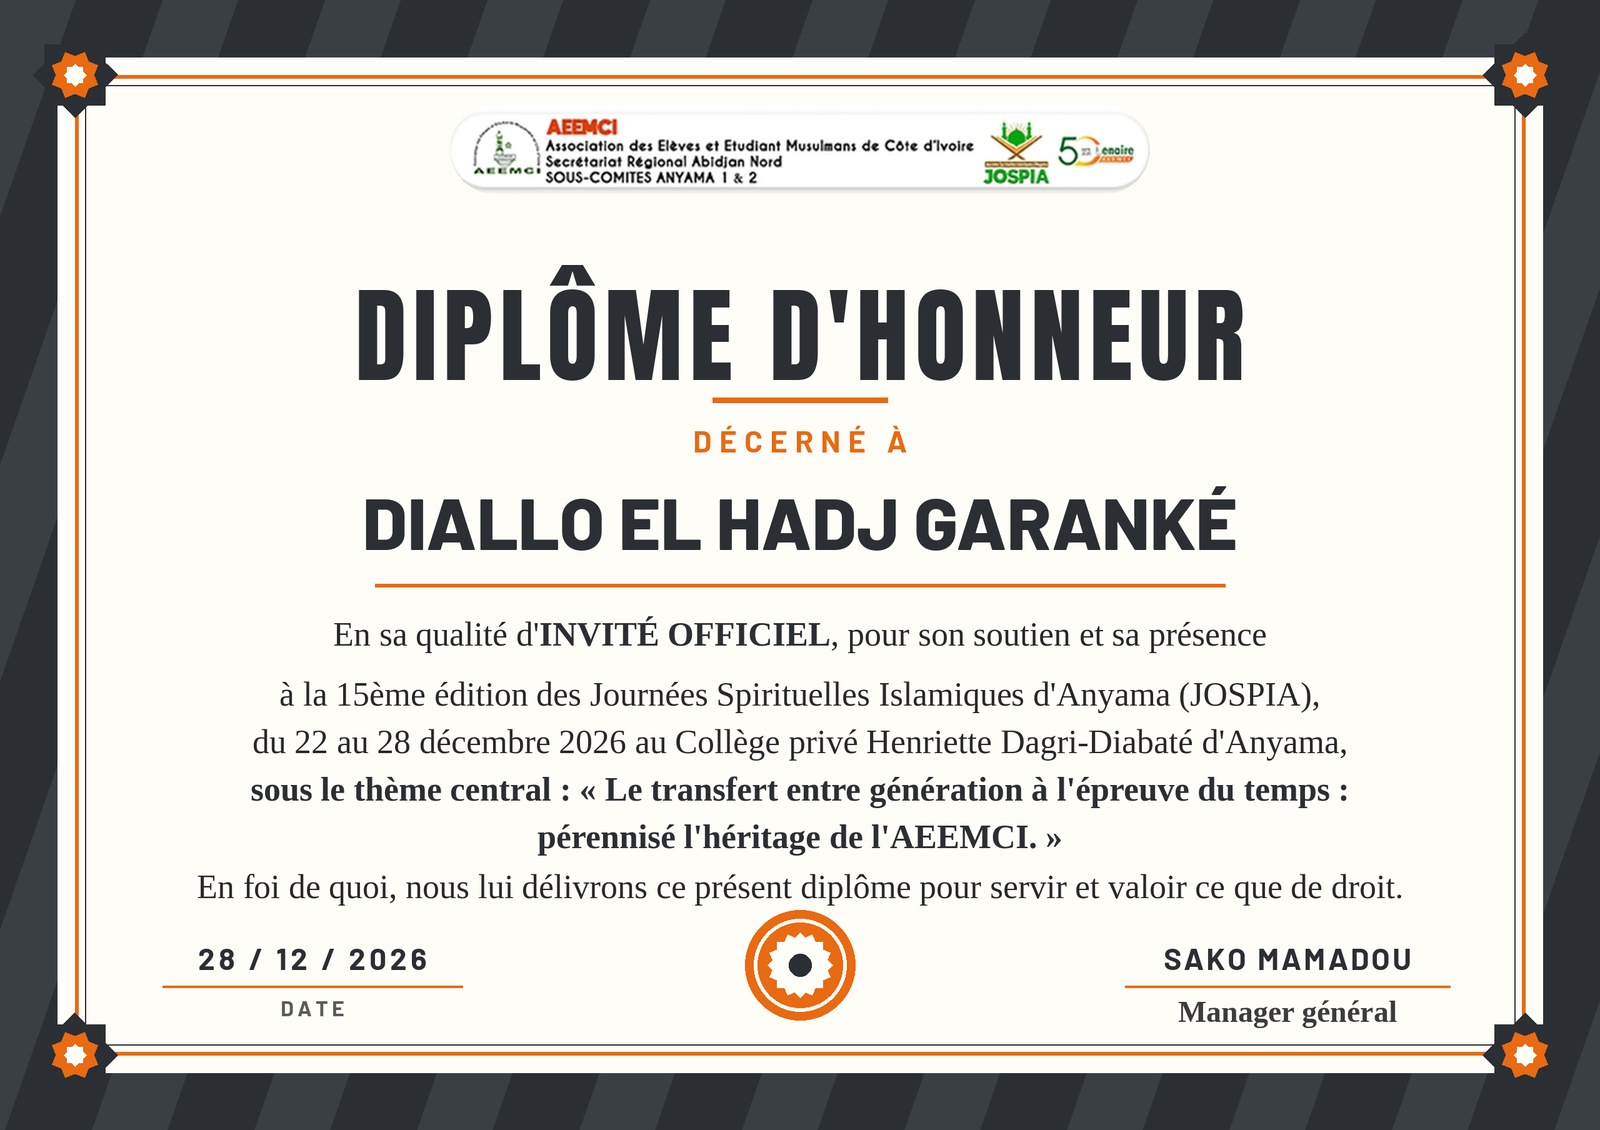 AEEMCI
Association des Elèves et Etudiant Musulmans de Côte d'Ivoire
Secrétariat Régional Abidjan Nord
SOUS-COMITES ANYAMA 1 & 2
AEEMCI
JOSPIA
50enaire
DIPLÔME D'HONNEUR
DÉCERNÉ À
DIALLO EL HADJ GARANKÉ
En sa qualité d'INVITÉ OFFICIEL, pour son soutien et sa présence
à la 15ème édition des Journées Spirituelles Islamiques d'Anyama (JOSPIA),
du 22 au 28 décembre 2026 au Collège privé Henriette Dagri-Diabaté d'Anyama,
sous le thème central : « Le transfert entre génération à l'épreuve du temps :
pérennisé l'héritage de l'AEEMCI. »
En foi de quoi, nous lui délivrons ce présent diplôme pour servir et valoir ce que de droit.
28 / 12 / 2026
DATE
SAKO MAMADOU
Manager général